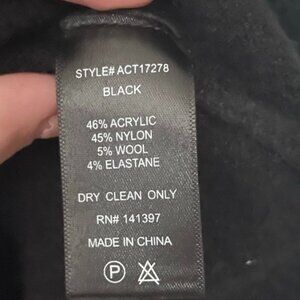 STYLE# ACT17278
BLACK
46% ACRYLIC
45% NYLON
5% WOOL
4% ELASTANE
DRY CLEAN ONLY
RN# 141397
MADE IN CHINA
P